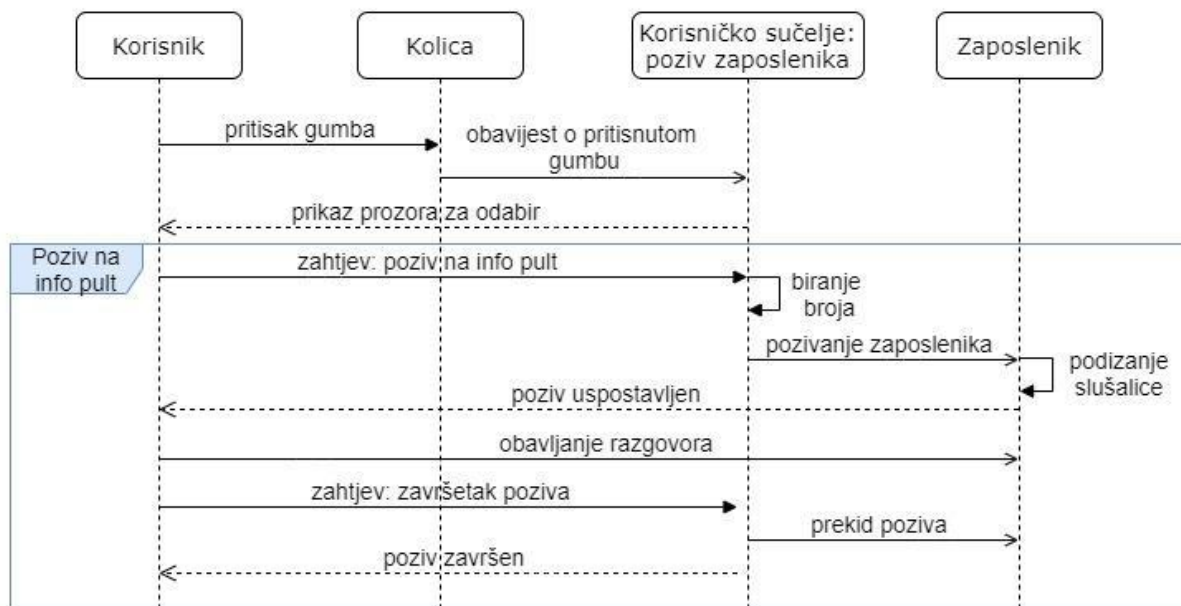 Korisnik
Kolica
Korisničko sučelje:
poziv zaposlenika
Zaposlenik
pritisak gumba
obavijest o pritisnutom
gumbu
prikaz prozora za odabir
Poziv na
info pult
zahtjev: poziv na info pult
biranje
broja
pozivanje zaposlenika
podizanje
slušalice
poziv uspostavljen
obavljanje razgovora
zahtjev: završetak poziva
prekid poziva
poziv završen